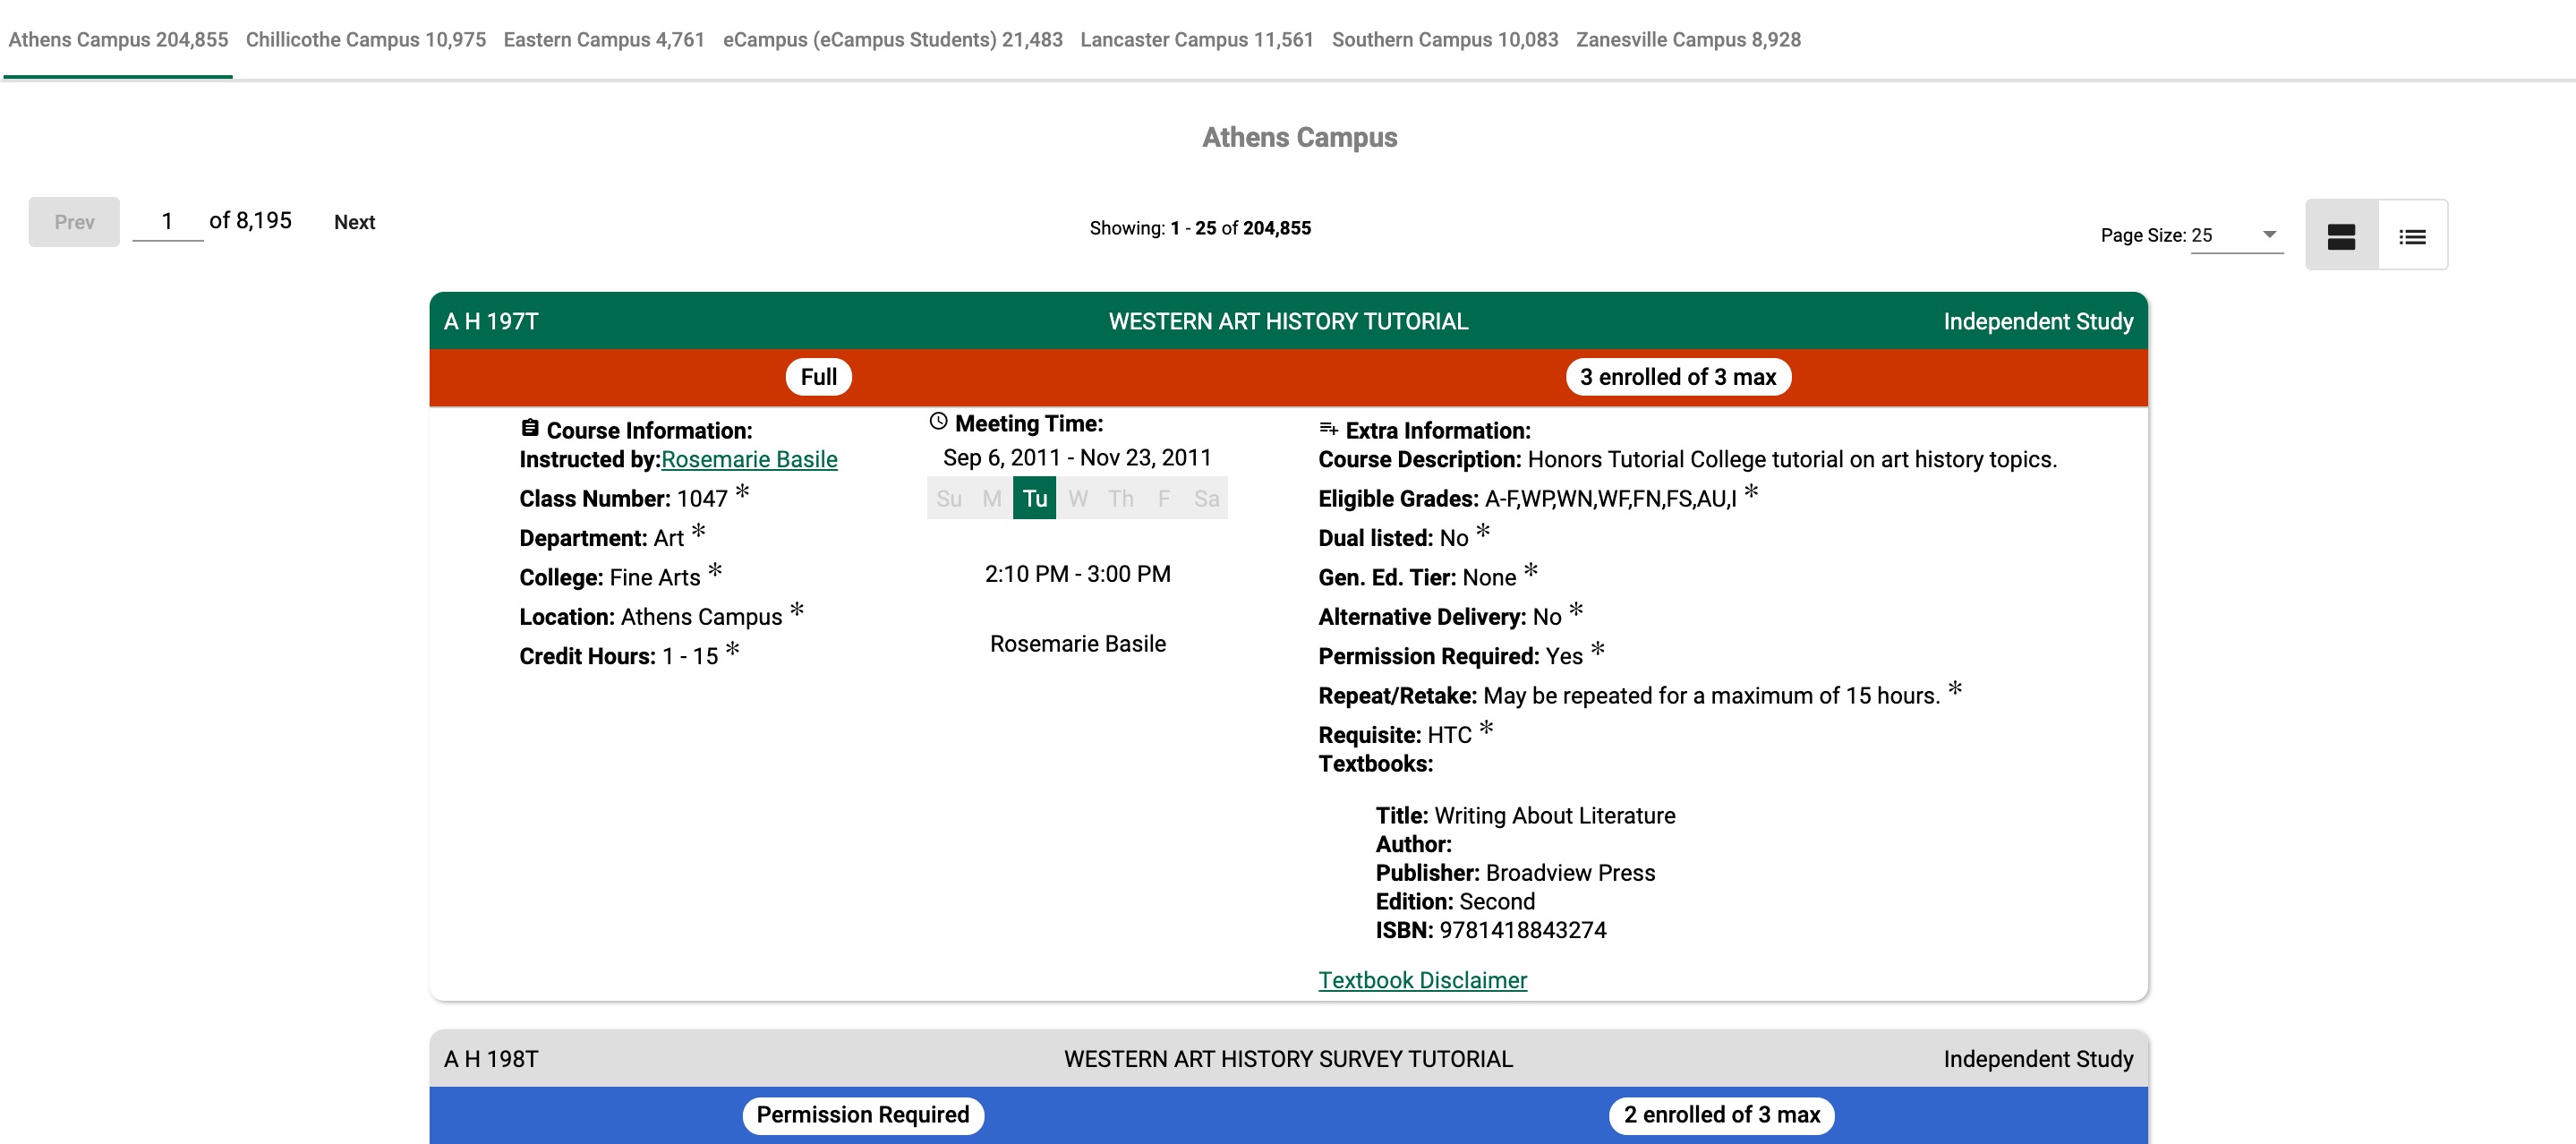 Athens Campus 204,855 Chillicothe Campus 10,975 Eastern Campus 4,761 eCampus (eCampus Students) 21,483 Lancaster Campus 11,561 Southern Campus 10,083 Zanesville Campus 8,928
Athens Campus
Prev 1 of 8,195 Next
Showing: 1 - 25 of 204,855
Page Size: 25
A H 197T WESTERN ART HISTORY TUTORIAL Independent Study
Full 3 enrolled of 3 max
Course Information:
Instructed by:Rosemarie Basile
Class Number: 1047 *
Department: Art *
College: Fine Arts *
Location: Athens Campus *
Credit Hours: 1 - 15 *
Meeting Time:
Sep 6, 2011 - Nov 23, 2011
Su M Tu W Th F Sa
2:10 PM - 3:00 PM
Rosemarie Basile
Extra Information:
Course Description: Honors Tutorial College tutorial on art history topics.
Eligible Grades: A-F,WP,WN,WF,FN,FS,AU,I *
Dual listed: No *
Gen. Ed. Tier: None *
Alternative Delivery: No *
Permission Required: Yes *
Repeat/Retake: May be repeated for a maximum of 15 hours. *
Requisite: HTC *
Textbooks:
Title: Writing About Literature
Author:
Publisher: Broadview Press
Edition: Second
ISBN: 9781418843274
Textbook Disclaimer
A H 198T WESTERN ART HISTORY SURVEY TUTORIAL Independent Study
Permission Required 2 enrolled of 3 max